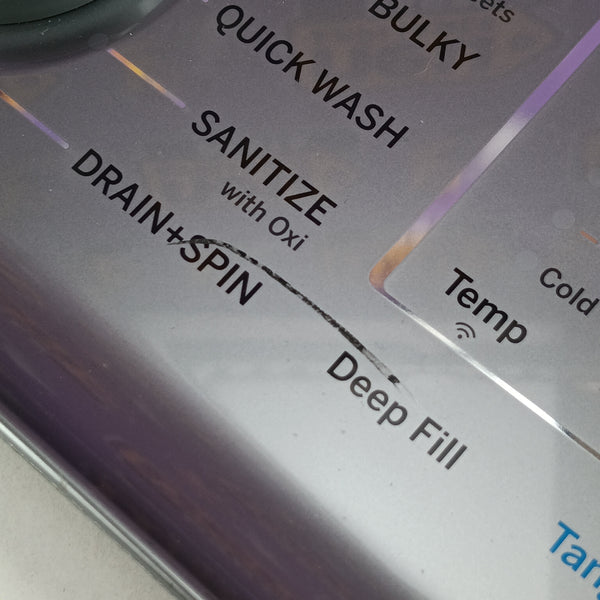 BULKY
QUICK WASH
SANITIZE
with Oxi
DRAIN+SPIN
Deep Fill
Temp
Cold